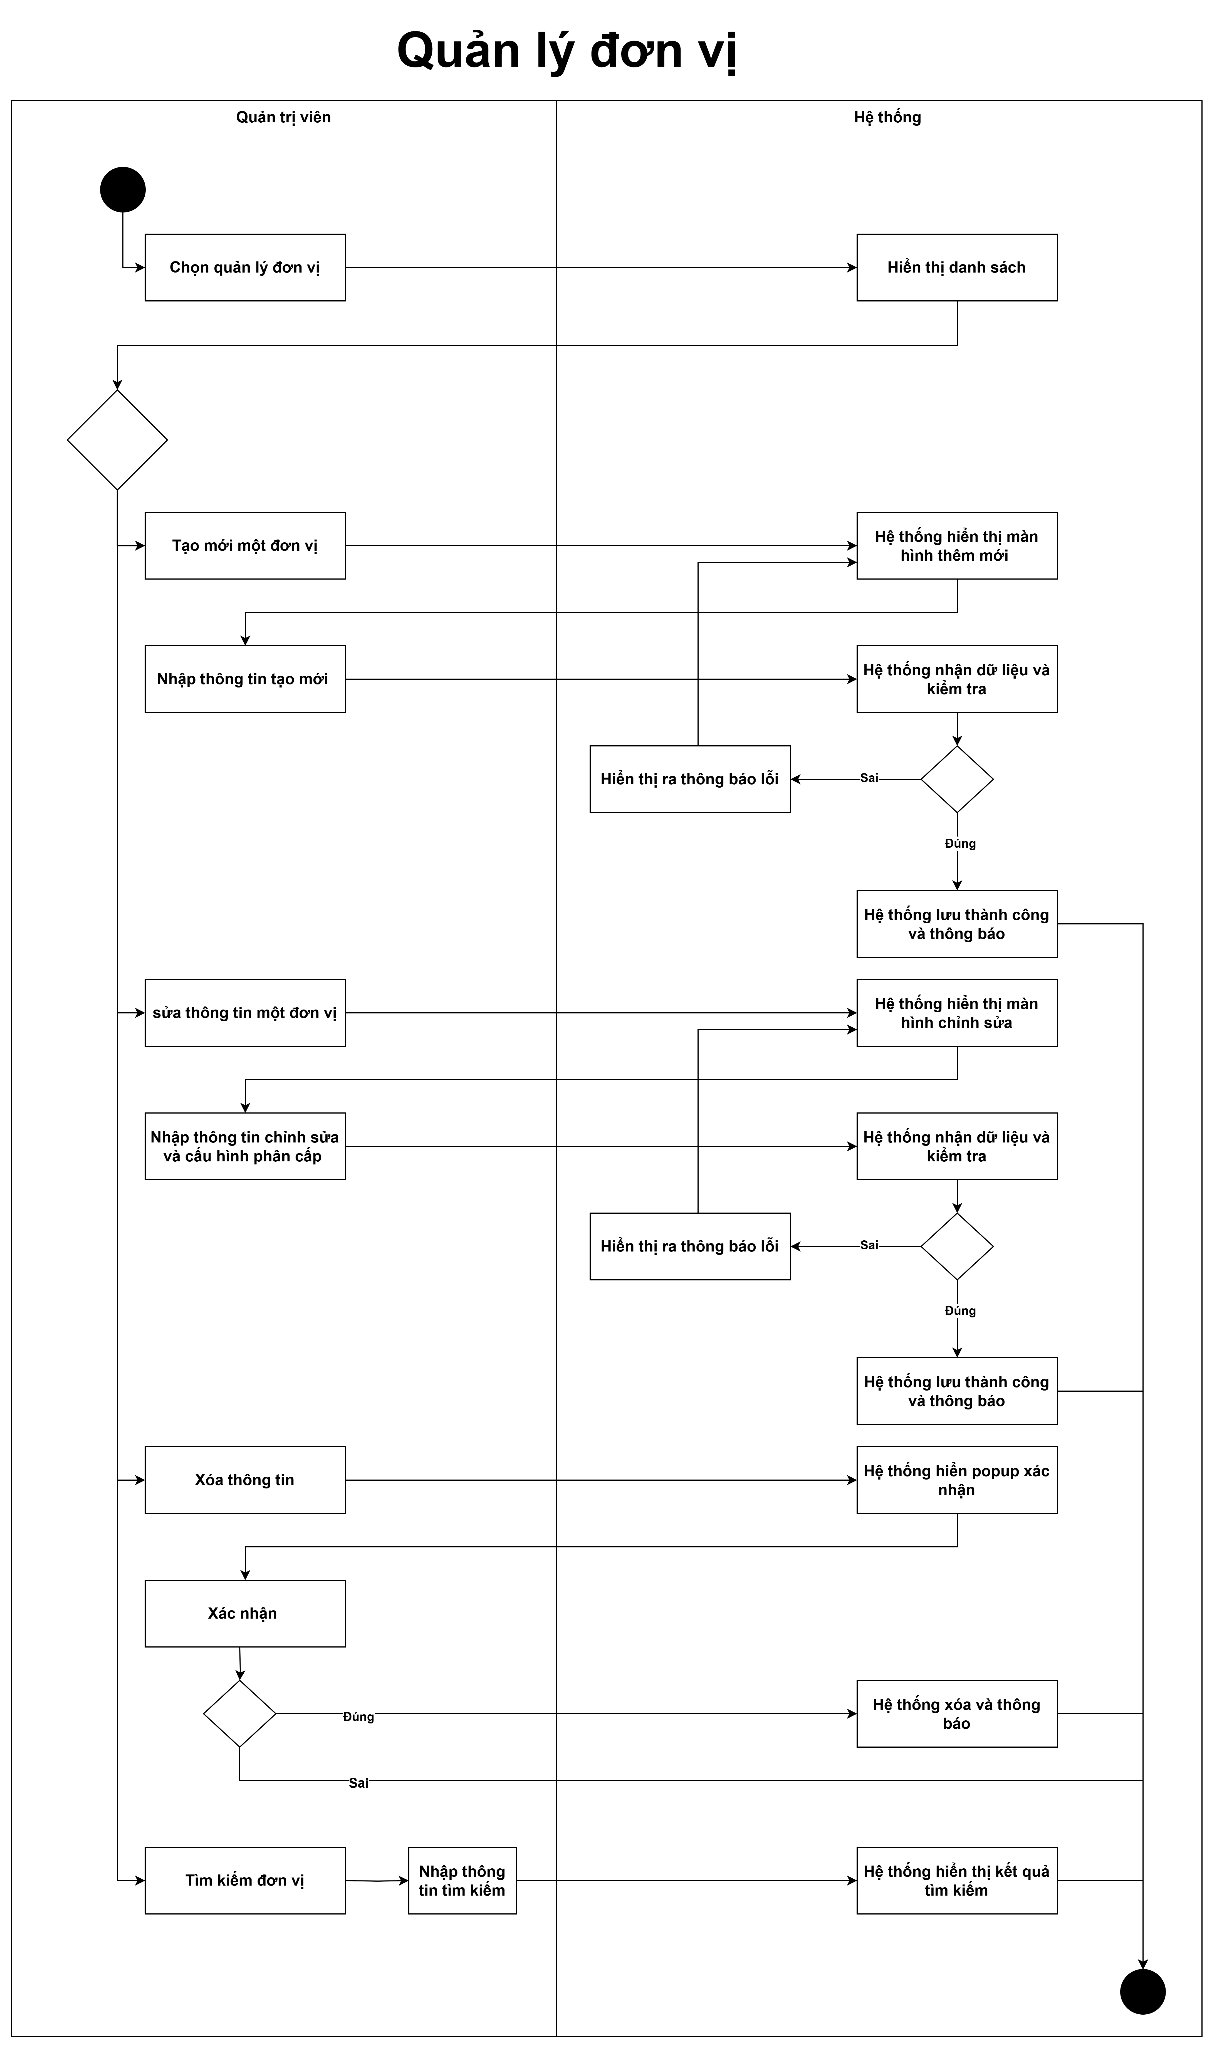 Quản lý đơn vị
Quản trị viên
Hệ thống
Chọn quản lý đơn vị
Hiển thị danh sách
Tạo mới một đơn vị
Hệ thống hiển thị màn
hình thêm mới
Nhập thông tin tạo mới
Hệ thống nhận dữ liệu và
kiểm tra
Hiển thị ra thông báo lỗi
Sai
Đúng
Hệ thống lưu thành công
và thông báo
sửa thông tin một đơn vị
Hệ thống hiển thị màn
hình chỉnh sửa
Nhập thông tin chỉnh sửa
và cấu hình phân cấp
Hệ thống nhận dữ liệu và
kiểm tra
Hiển thị ra thông báo lỗi
Sai
Đúng
Hệ thống lưu thành công
và thông báo
Xóa thông tin
Hệ thống hiển popup xác
nhận
Xác nhận
Đúng
Hệ thống xóa và thông
báo
Sai
Tìm kiếm đơn vị
Nhập thông
tin tìm kiếm
Hệ thống hiển thị kết quả
tìm kiếm